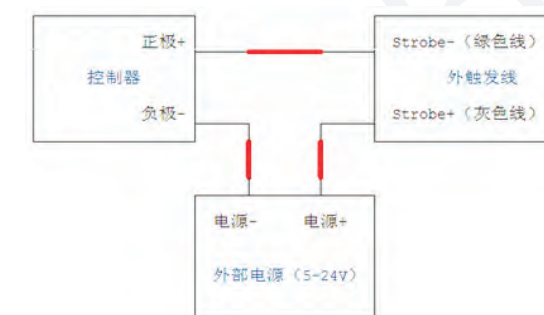 正极+
控制器
负极-
Strobe-（绿色线）
外触发线
Strobe+（灰色线）
电源-
电源+
外部电源（5-24V）